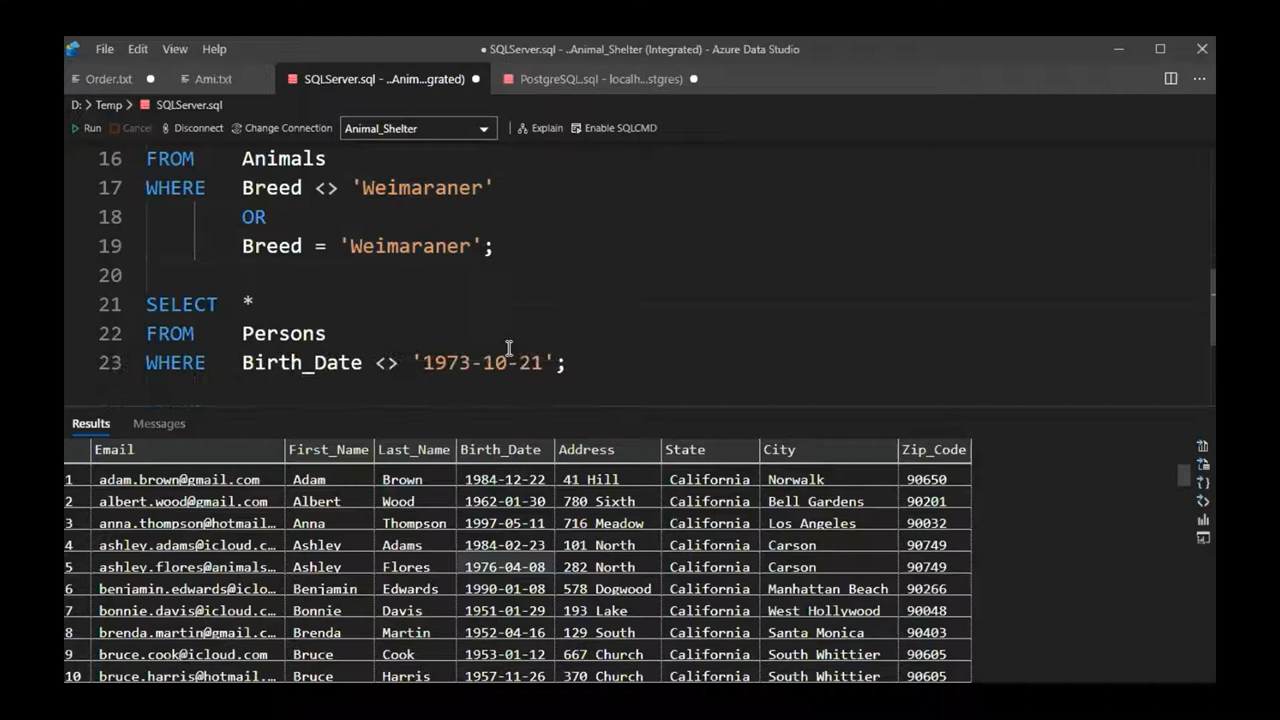 File Edit View Help ● SQLServer.sql - ..Animal_Shelter (Integrated) - Azure Data Studio
Order.txt ● Ami.txt SQLServer.sql - ..Anim...grated) ● PostgreSQL.sql - localh...stgres) ● ...
D: > Temp > SQLServer.sql
Run Cancel Disconnect Change Connection Animal_Shelter Explain Enable SQLCMD
16 FROM Animals
17 WHERE Breed <> 'Weimaraner'
18 OR
19 Breed = 'Weimaraner';
20
21 SELECT *
22 FROM Persons
23 WHERE Birth_Date <> '1973-10-21';
Results Messages
Email First_Name Last_Name Birth_Date Address State City Zip_Code
1 adam.brown@gmail.com Adam Brown 1984-12-22 41 Hill California Norwalk 90650
2 albert.wood@gmail.com Albert Wood 1962-01-30 780 Sixth California Bell Gardens 90201
3 anna.thompson@hotmail... Anna Thompson 1997-05-11 716 Meadow California Los Angeles 90032
4 ashley.adams@icloud.c... Ashley Adams 1984-02-23 101 North California Carson 90749
5 ashley.flores@animals... Ashley Flores 1976-04-08 282 North California Carson 90749
6 benjamin.edwards@iclo... Benjamin Edwards 1990-01-08 578 Dogwood California Manhattan Beach 90266
7 bonnie.davis@icloud.c... Bonnie Davis 1951-01-29 193 Lake California West Hollywood 90048
8 brenda.martin@gmail.c... Brenda Martin 1952-04-16 129 South California Santa Monica 90403
9 bruce.cook@icloud.com Bruce Cook 1953-01-12 667 Church California South Whittier 90605
10 bruce.harris@hotmail.... Bruce Harris 1957-11-26 370 Church California South Whittier 90605